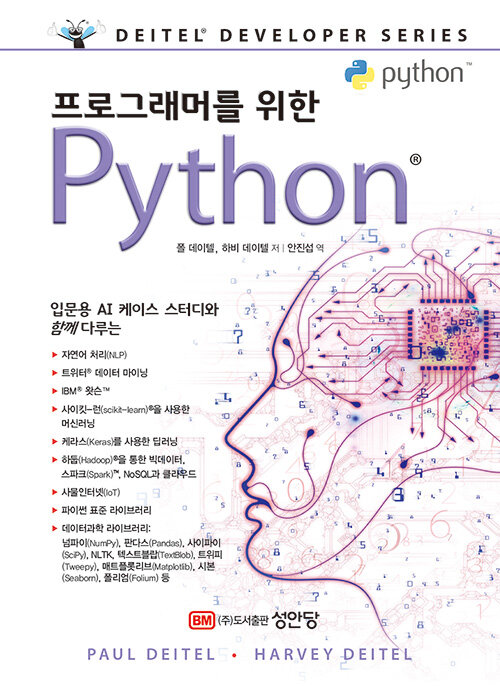 DEITEL® DEVELOPER SERIES
python™
프로그래머를 위한
Python®
폴 데이텔, 하비 데이텔 저 | 안진섭 역
입문용 AI 케이스 스터디와
함께 다루는
▶ 자연어 처리(NLP)
▶ 트위터® 데이터 마이닝
▶ IBM® 왓슨™
▶ 사이킷-런(scikit-learn)®을 사용한
머신러닝
▶ 케라스(Keras)를 사용한 딥러닝
▶ 하둡(Hadoop)®을 통한 빅데이터,
스파크(Spark)™, NoSQL과 클라우드
▶ 사물인터넷(IoT)
▶ 파이썬 표준 라이브러리
▶ 데이터과학 라이브러리:
넘파이(NumPy), 판다스(Pandas), 사이파이
(SciPy), NLTK, 텍스트블랍(TextBlob), 트위피
(Tweepy), 매트플롯리브(Matplotlib), 시본
(Seaborn), 폴리엄(Folium) 등
BM (주)도서출판 성안당
PAUL DEITEL • HARVEY DEITEL